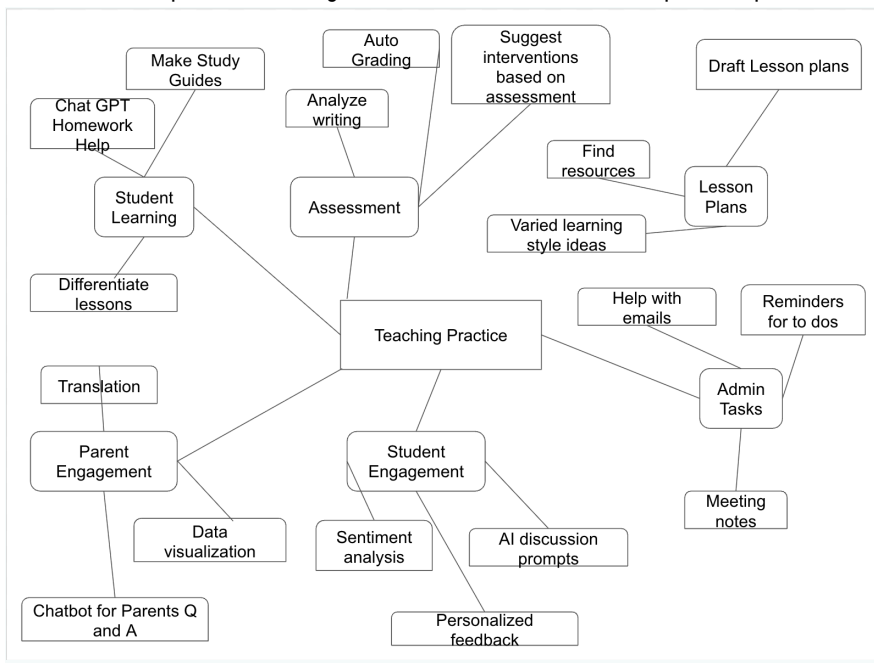 Make Study
Guides
Chat GPT
Homework
Help
Student
Learning
Differentiate
lessons
Auto
Grading
Suggest
interventions
based on
assessment
Analyze
writing
Assessment
Draft Lesson plans
Find
resources
Lesson
Plans
Varied learning
style ideas
Teaching Practice
Help with
emails
Reminders
for to dos
Admin
Tasks
Meeting
notes
Translation
Parent
Engagement
Data
visualization
Chatbot for Parents Q
and A
Student
Engagement
Sentiment
analysis
AI discussion
prompts
Personalized
feedback